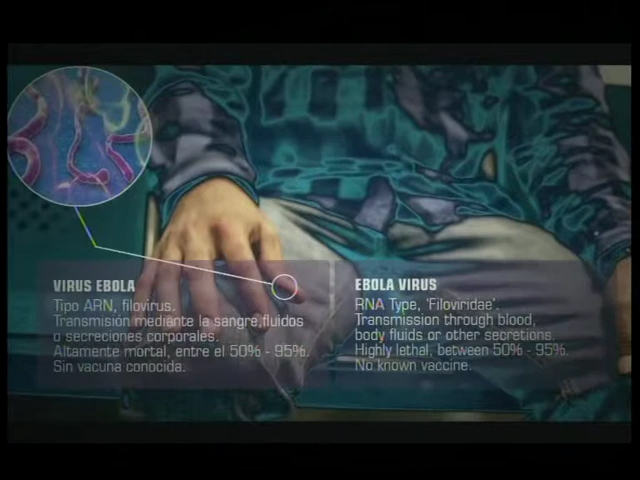 VIRUS EBOLA
Tipo ARN, filovirus.
Transmisión mediante la sangre,fluidos
o secreciones corporales.
Altamente mortal, entre el 50% - 95%.
Sin vacuna conocida.
EBOLA VIRUS
RNA Type, 'Filoviridae'.
Transmission through blood,
body fluids or other secretions.
Highly lethal, between 50% - 95%.
No known vaccine.